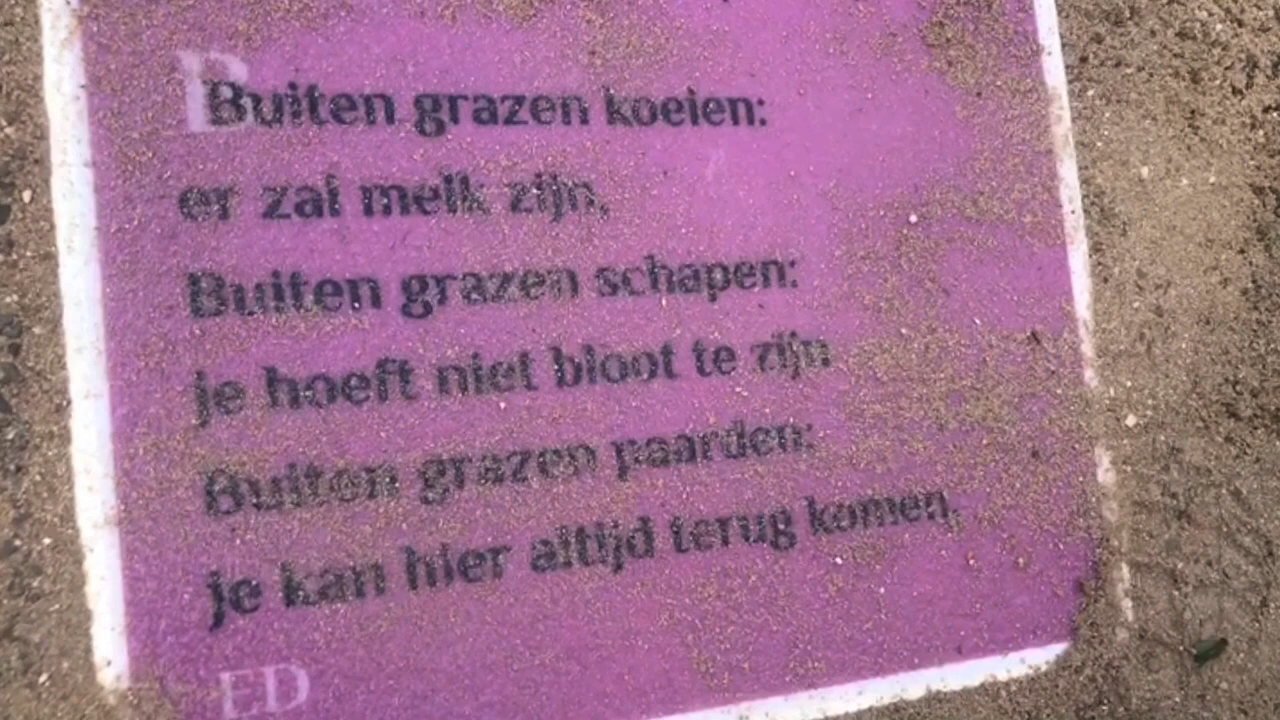 Buiten grazen koeien:
er zal melk zijn,
Buiten grazen schapen:
je hoeft niet bloot te zijn
Buiten grazen paarden:
je kan hier altijd terug komen,
ED